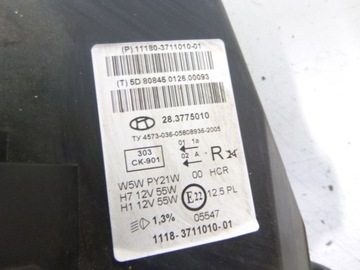 (P) 11180-3711010-01
(T) 5D 80845 0126 00093
28.3775010
ТУ 4573-036-05808936-2005
303
СК-901
01 1a
02 A
R
W5W PY21W 00 HCR
H7 12V 55W
H1 12V 55W
E22
12.5 PL
1,3%
05547
1118-3711010-01